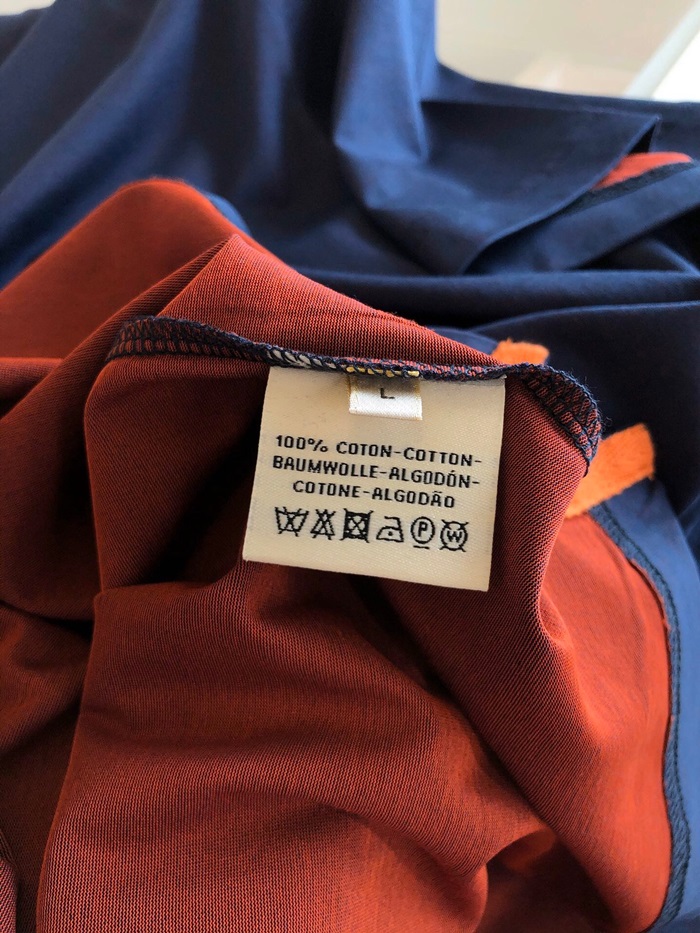 L
100% COTON-COTTON-
BAUMWOLLE-ALGODÓN-
COTONE-ALGODÃO
P W